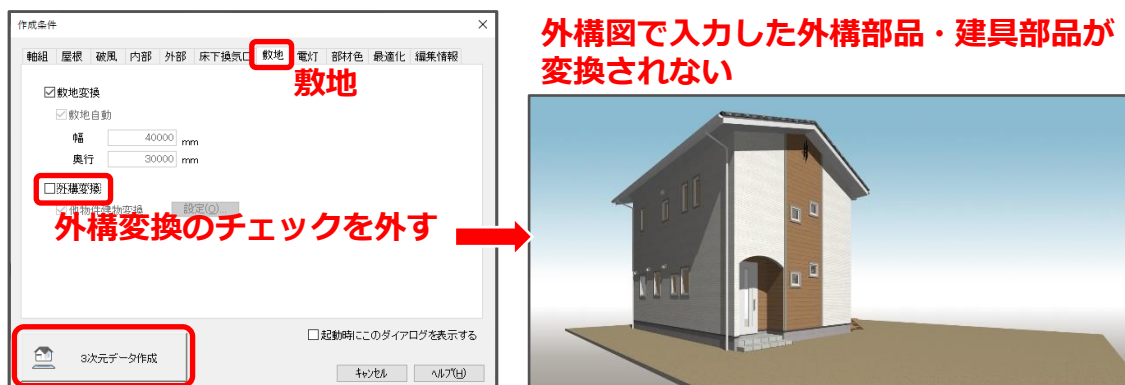 作成条件
軸組 屋根 破風 内部 外部 床下換気口 敷地 電灯 部材色 最適化 編集情報
敷地
☑敷地変換
☑敷地自動
幅 40000 mm
奥行 30000 mm
☐外構変換
☑他物件建物変換 設定(O)...
外構変換のチェックを外す
☐起動時にこのダイアログを表示する
3次元データ作成
キャンセル ヘルプ(H)
外構図で入力した外構部品・建具部品が
変換されない